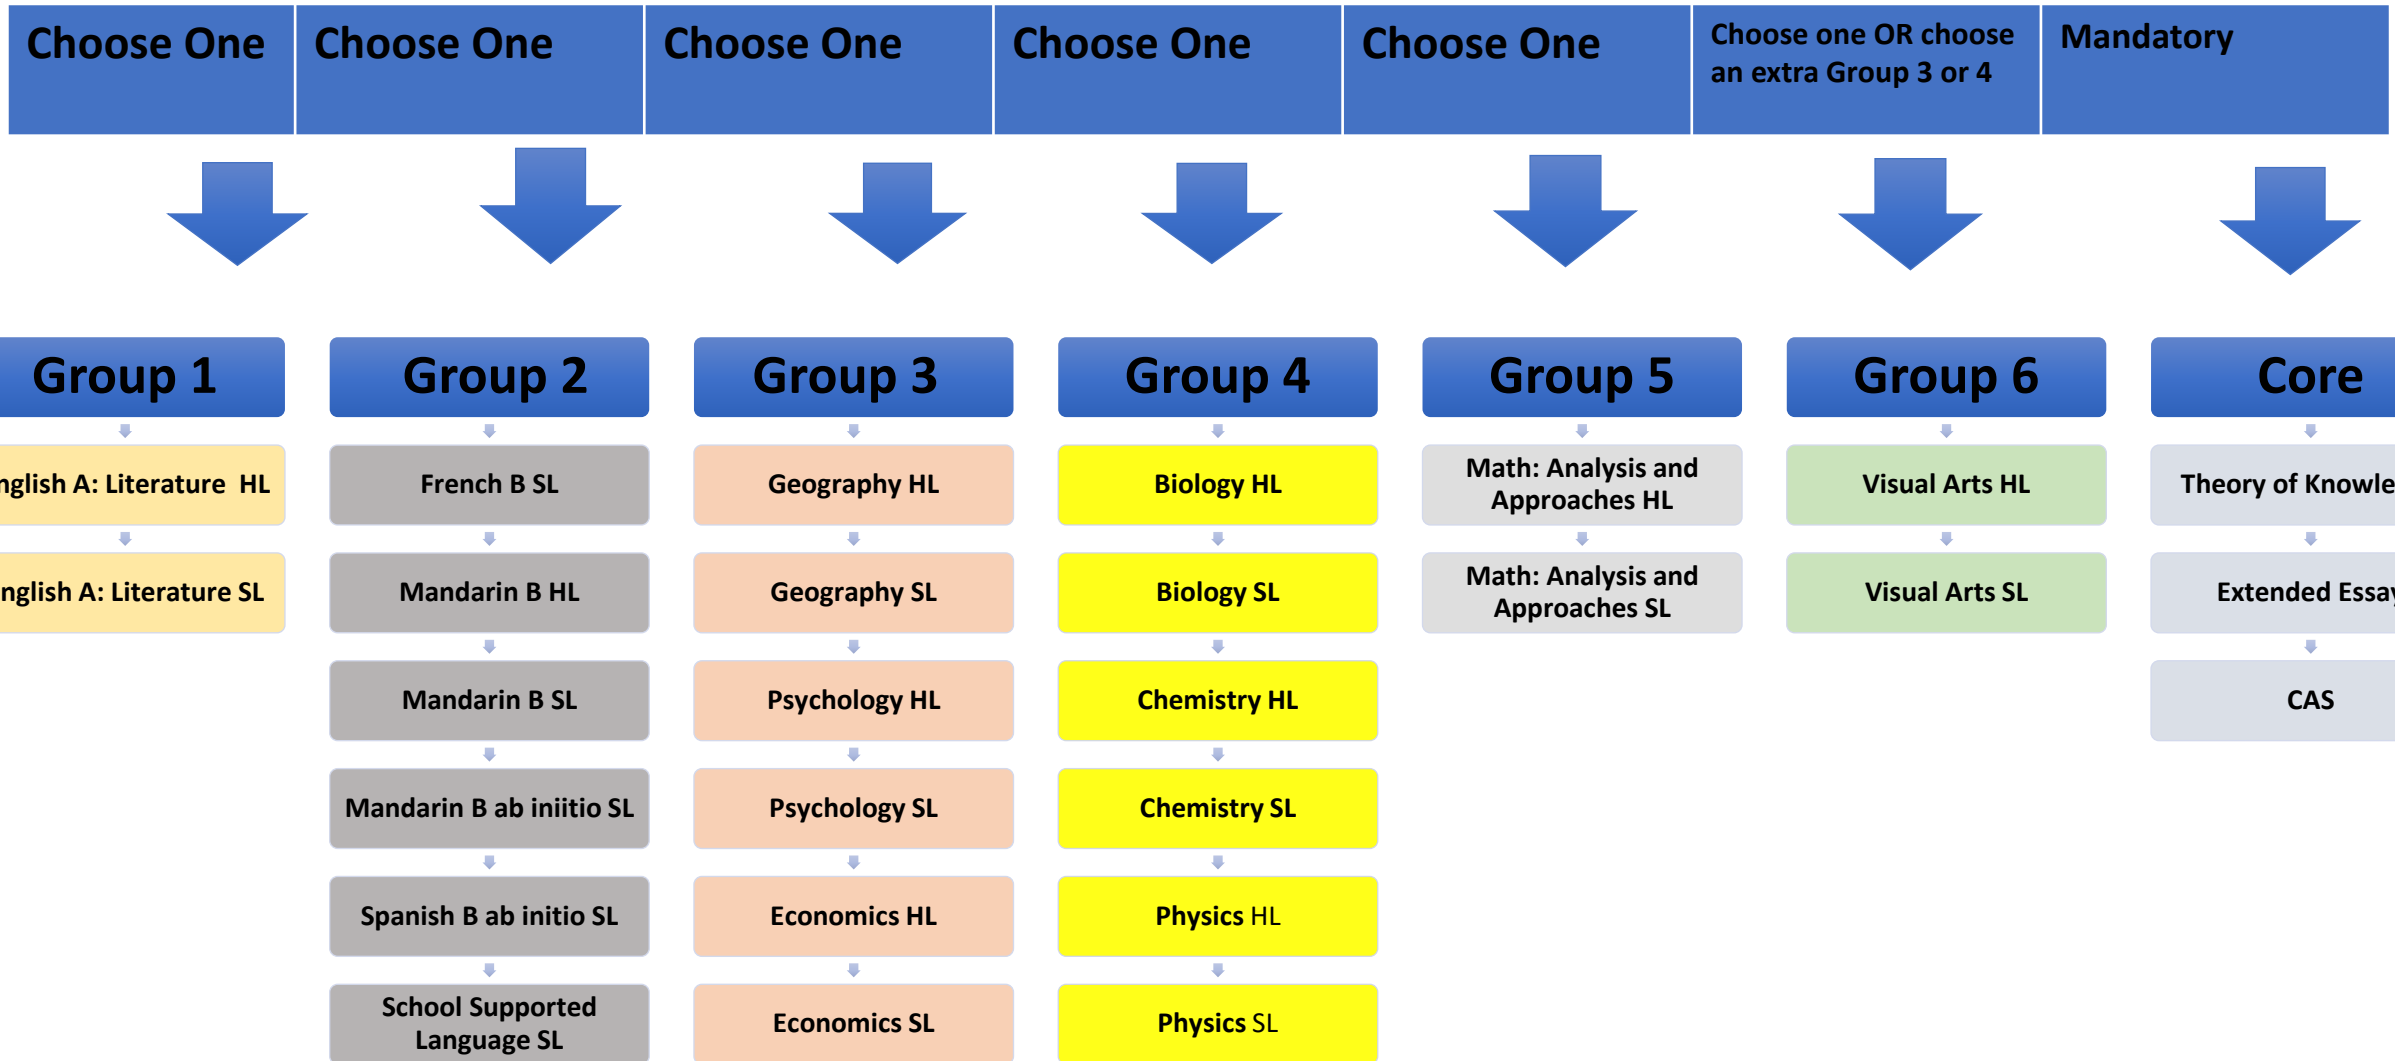 Choose One
Choose One
Choose One
Choose One
Choose One
Choose one OR choose
an extra Group 3 or 4
Mandatory
Group 1
nglish A: Literature HL
nglish A: Literature SL
Group 2
French B SL
Mandarin B HL
Mandarin B SL
Mandarin B ab iniitio SL
Spanish B ab initio SL
School Supported
Language SL
Group 3
Geography HL
Geography SL
Psychology HL
Psychology SL
Economics HL
Economics SL
Group 4
Biology HL
Biology SL
Chemistry HL
Chemistry SL
Physics HL
Physics SL
Group 5
Math: Analysis and
Approaches HL
Math: Analysis and
Approaches SL
Group 6
Visual Arts HL
Visual Arts SL
Core
Theory of Knowle
Extended Essay
CAS